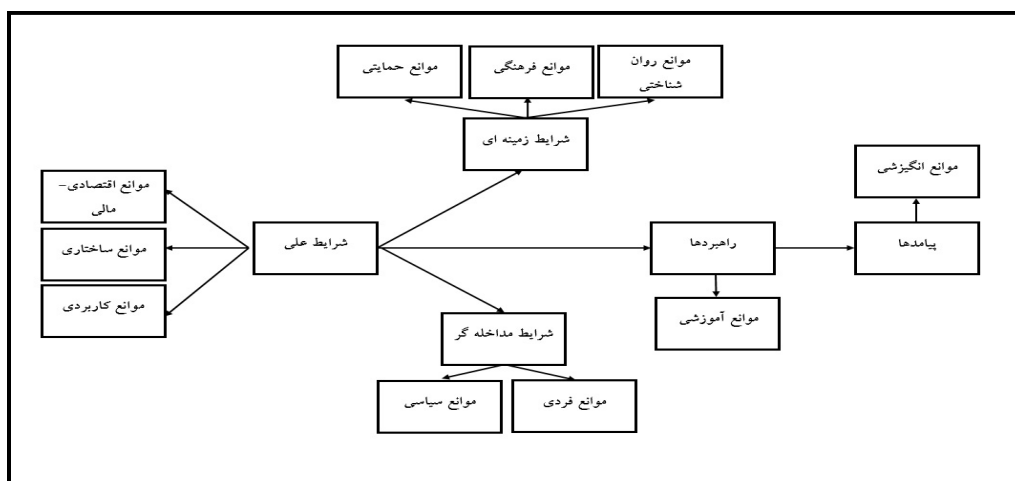 موانع روان
شناختی
موانع فرهنگی
موانع حمایتی
شرایط زمینه ای
موانع انگیزشی
موانع اقتصادی-
مالی
پیامدها
راهبردها
شرایط علی
موانع ساختاری
موانع کاربردی
موانع آموزشی
شرایط مداخله گر
موانع فردی
موانع سیاسی